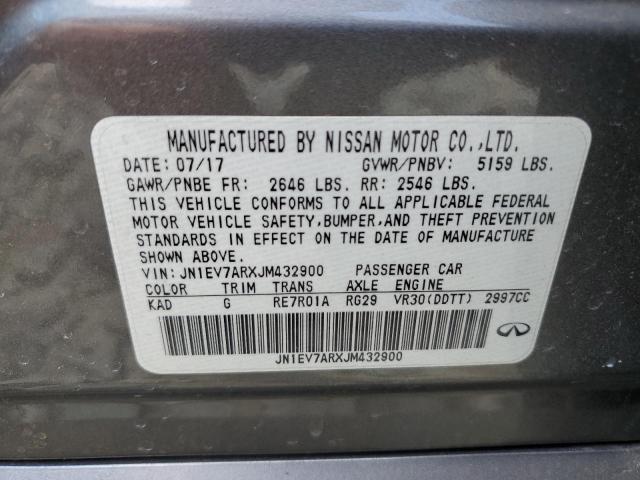 MANUFACTURED BY NISSAN MOTOR CO.,LTD.
DATE: 07/17 GVWR/PNBV: 5159 LBS.
GAWR/PNBE FR: 2646 LBS. RR: 2546 LBS.
THIS VEHICLE CONFORMS TO ALL APPLICABLE FEDERAL
MOTOR VEHICLE SAFETY,BUMPER,AND THEFT PREVENTION
STANDARDS IN EFFECT ON THE DATE OF MANUFACTURE
SHOWN ABOVE.
VIN: JN1EV7ARXJM432900 PASSENGER CAR
COLOR TRIM TRANS AXLE ENGINE
KAD G RE7R01A RG29 VR30(DDTT) 2997CC
JN1EV7ARXJM432900